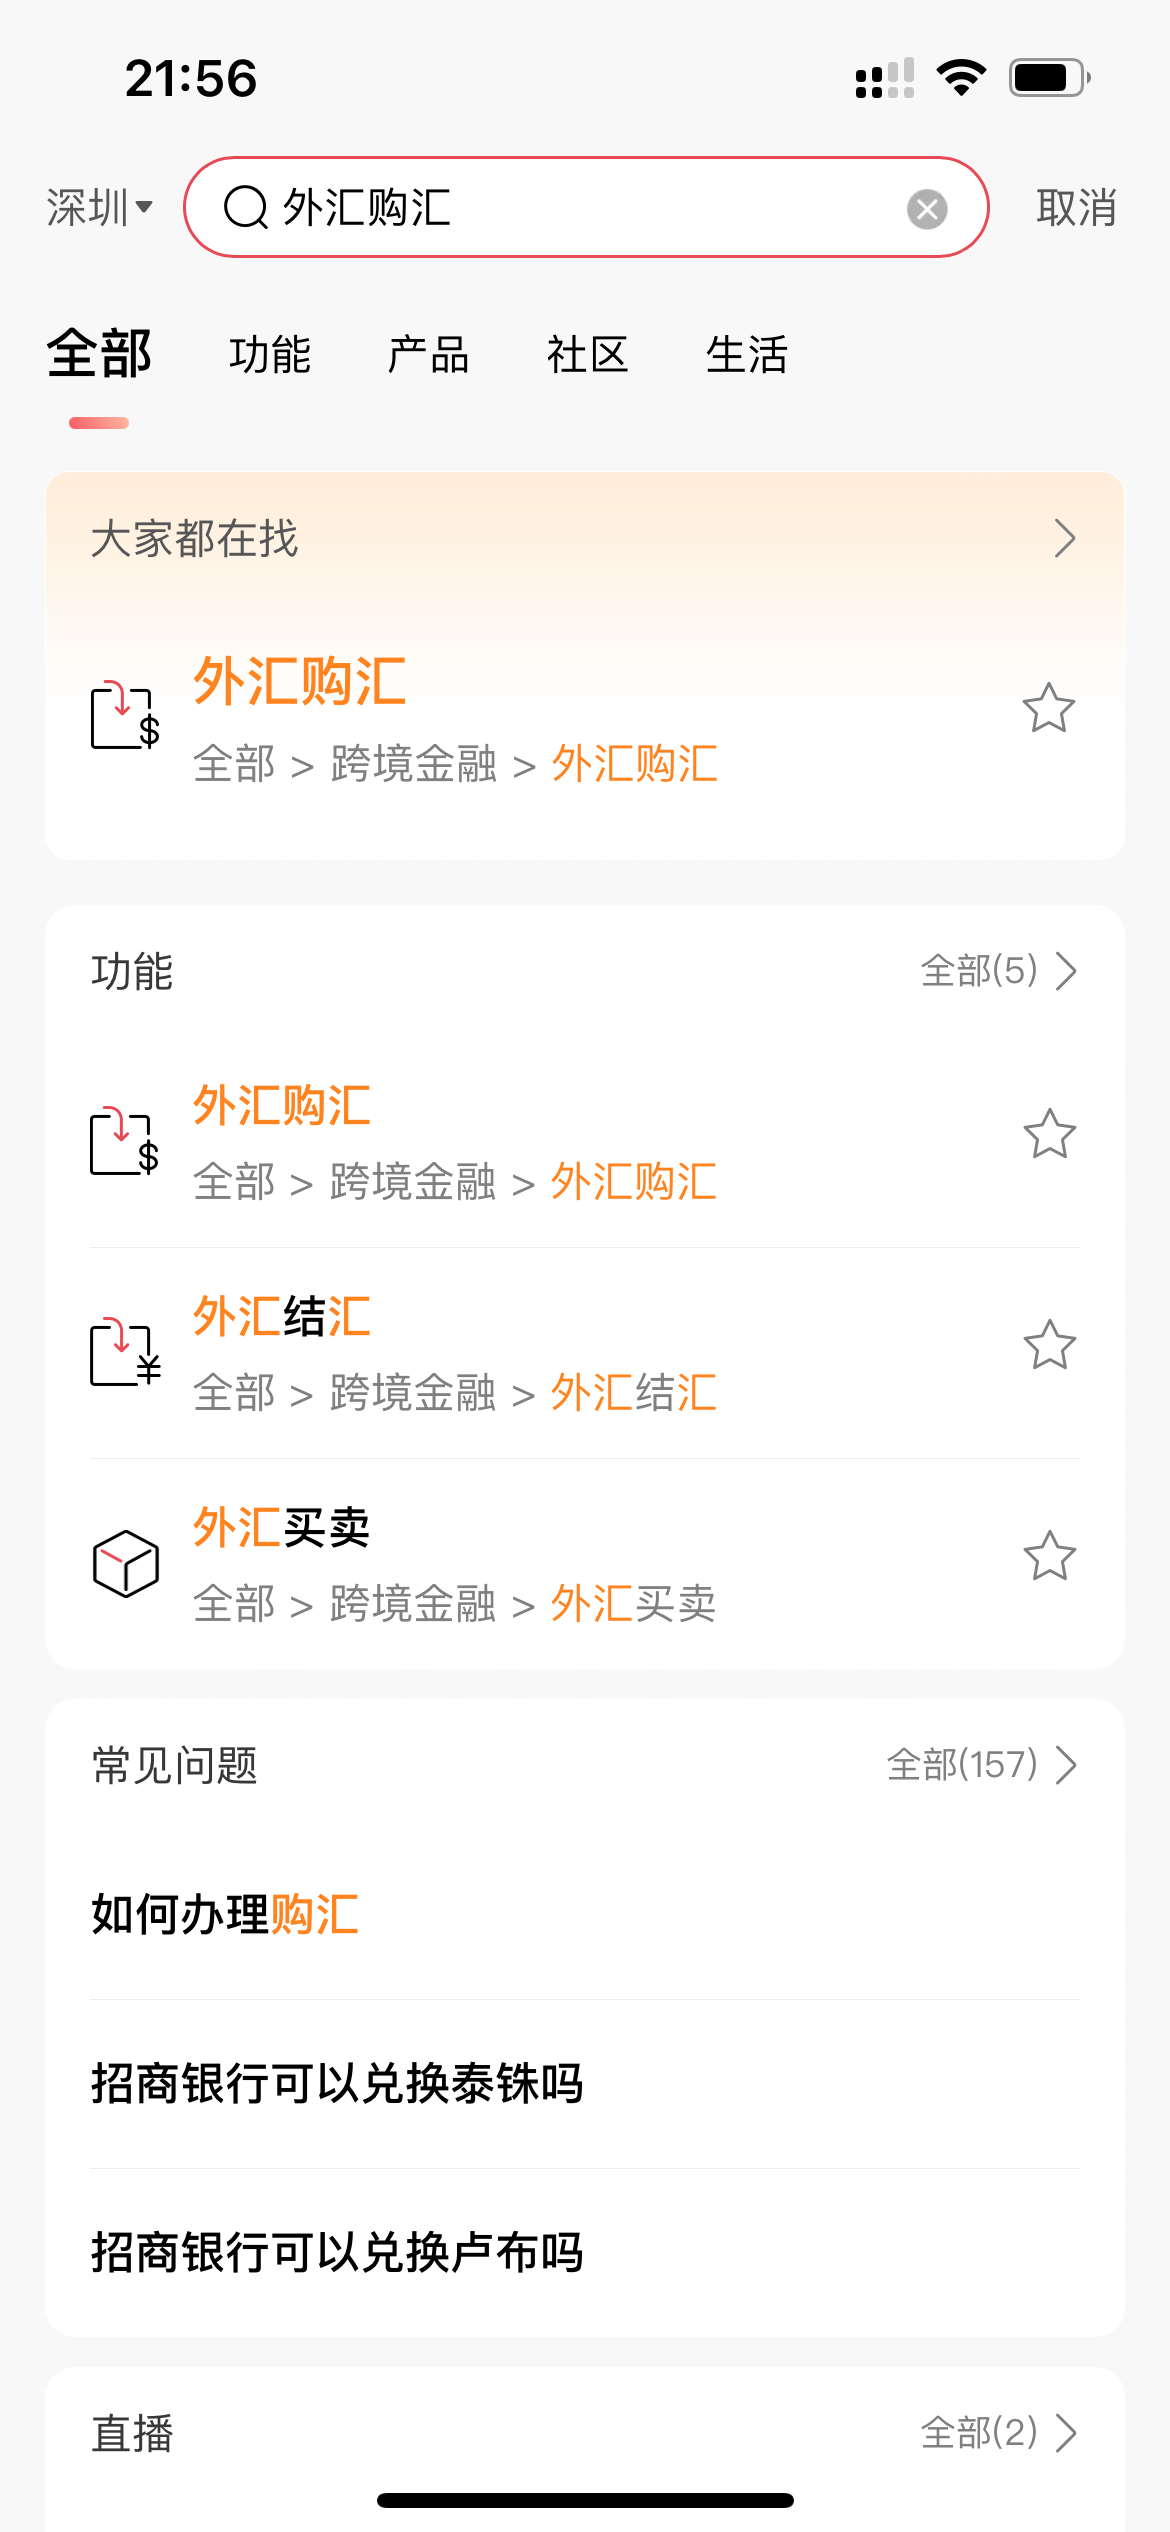 21:56
深圳
外汇购汇
取消
全部 功能 产品 社区 生活
大家都在找
外汇购汇
全部 > 跨境金融 > 外汇购汇
功能 全部(5)
外汇购汇
全部 > 跨境金融 > 外汇购汇
外汇结汇
全部 > 跨境金融 > 外汇结汇
外汇买卖
全部 > 跨境金融 > 外汇买卖
常见问题 全部(157)
如何办理购汇
招商银行可以兑换泰铢吗
招商银行可以兑换卢布吗
直播 全部(2)